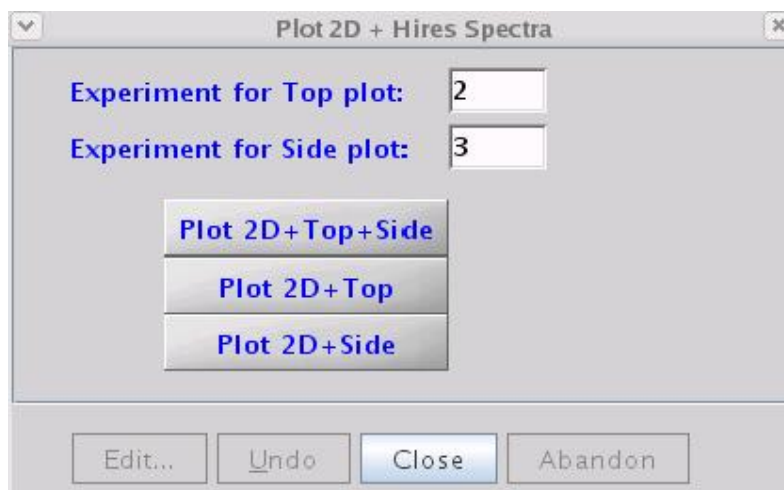 Plot 2D + Hires Spectra
Experiment for Top plot: 2
Experiment for Side plot: 3
Plot 2D+Top+Side
Plot 2D+Top
Plot 2D+Side
Edit... Undo Close Abandon